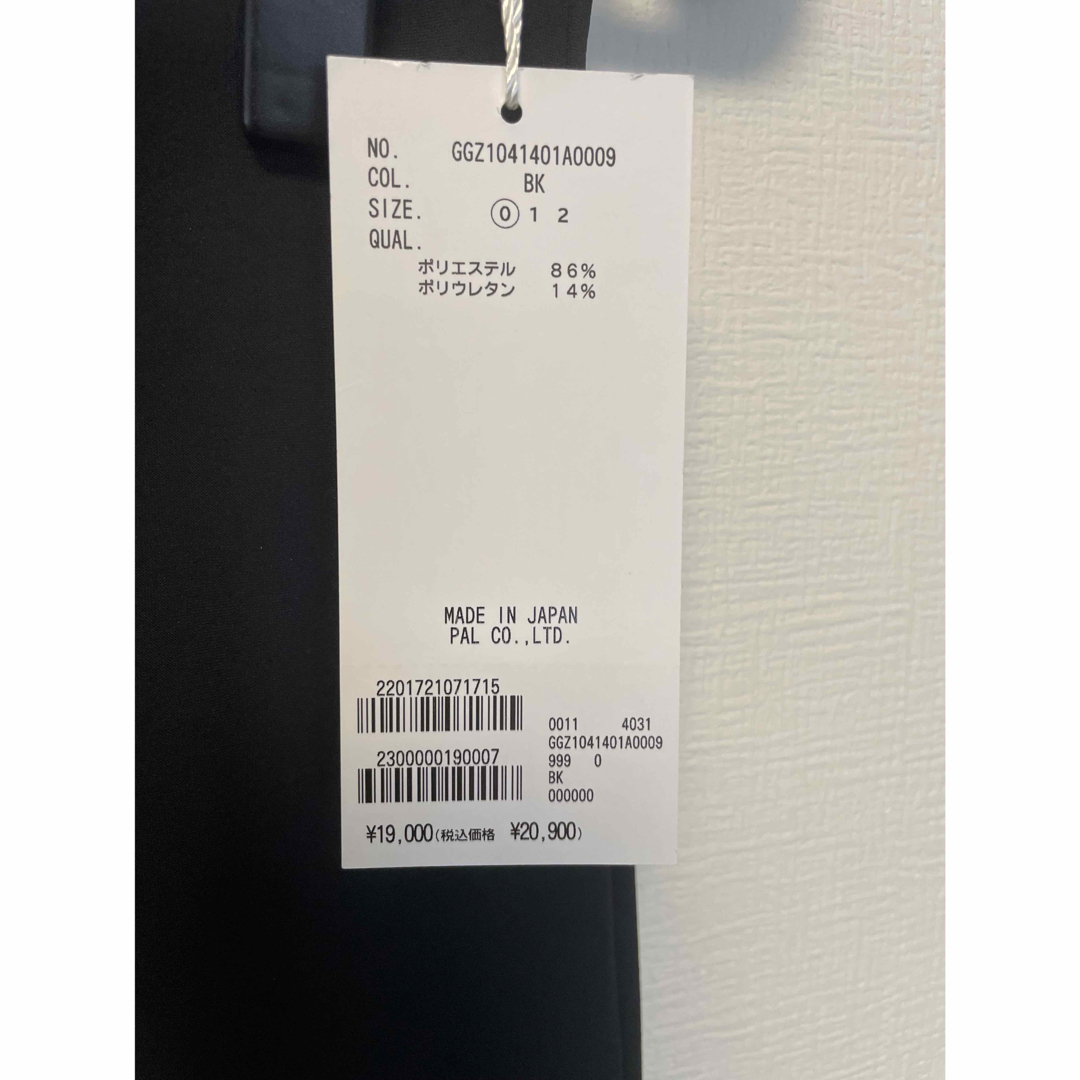 NO. GGZ1041401A0009
COL. BK
SIZE. 0 1 2
QUAL.
ポリエステル 86%
ポリウレタン 14%
MADE IN JAPAN
PAL CO.,LTD.
2201721071715
2300000190007
0011 4031
GGZ1041401A0009
999 0
BK
000000
¥19,000(税込価格 ¥20,900)